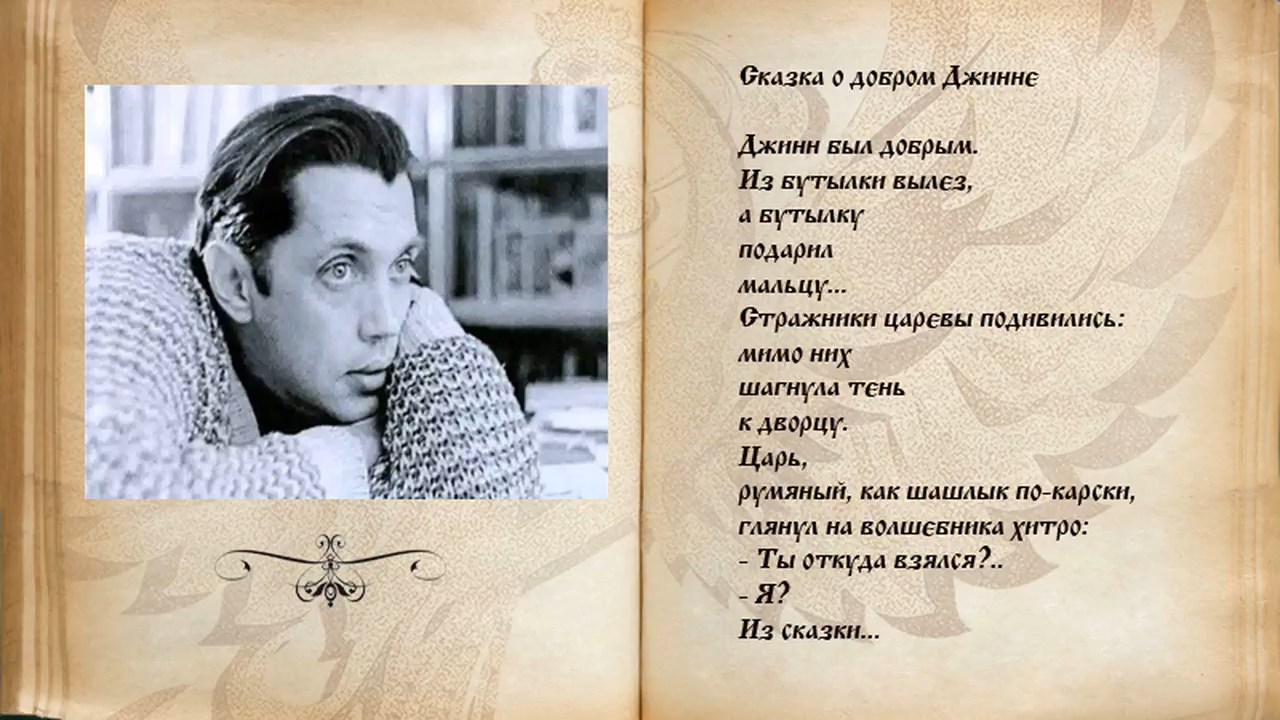 Сказка о добром Джинне
Джинн был добрым.
Из бутылки вылез,
а бутылку
подарил
мальцу...
Стражники царевы подивились:
мимо них
шагнула тень
к дворцу.
Царь,
румяный, как шашлык по-карски,
глянул на волшебника хитро:
- Ты откуда взялся?..
- Я?
Из сказки...